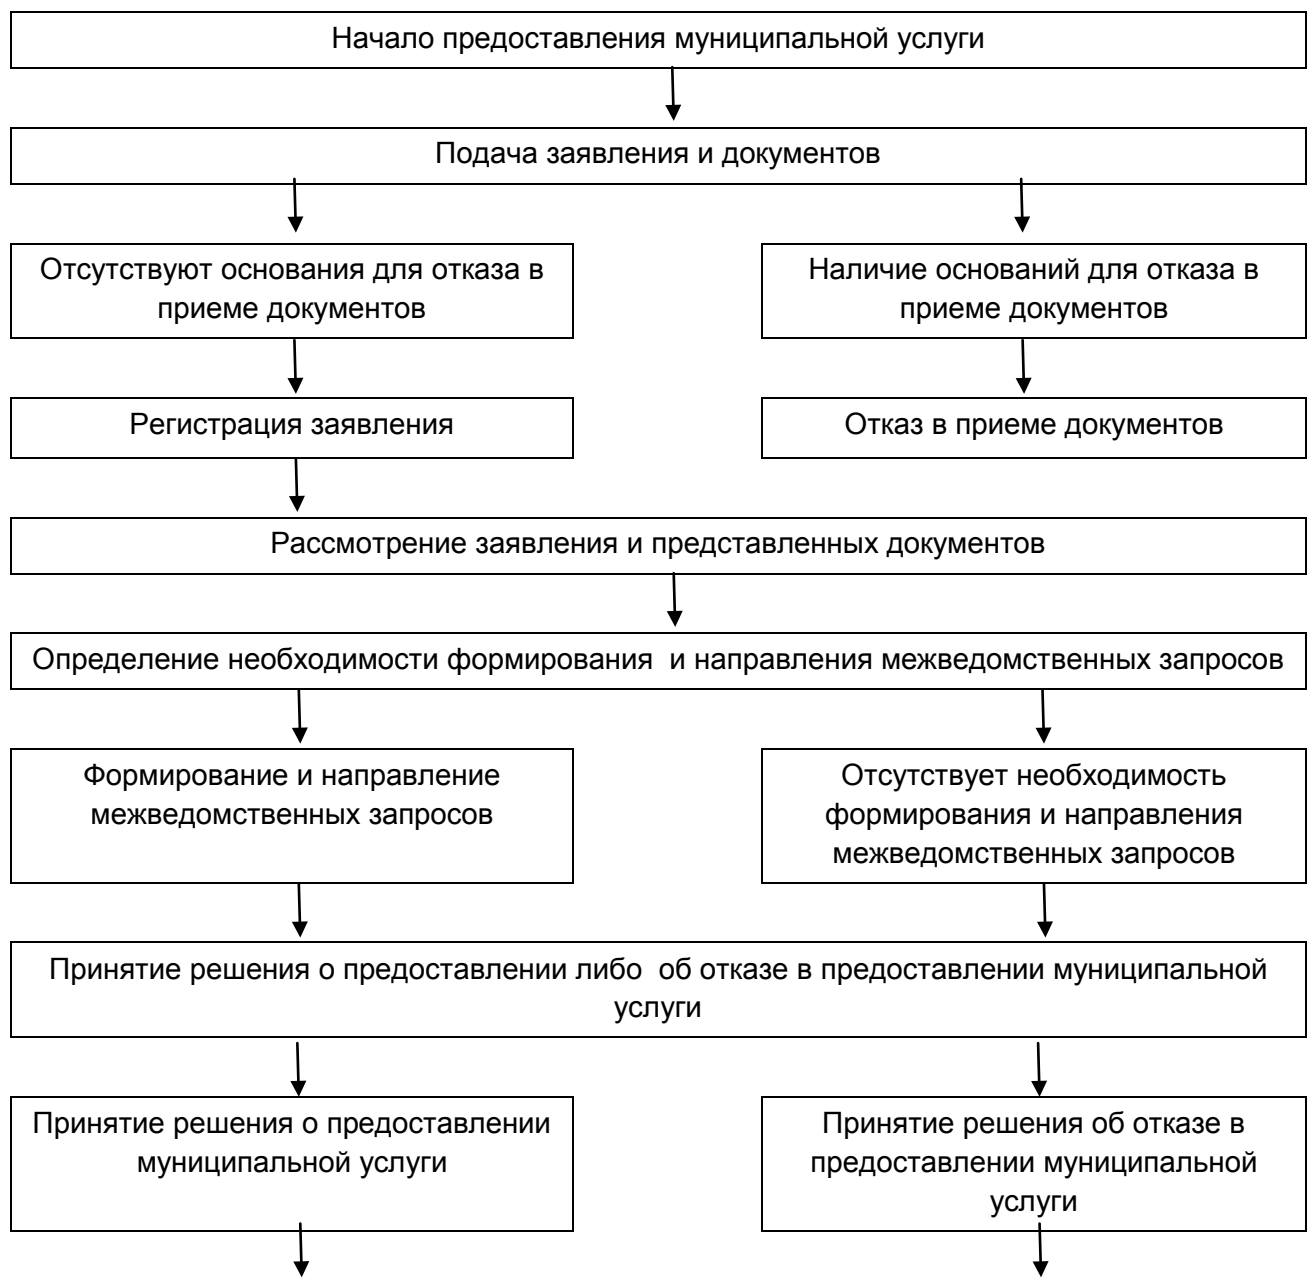 Начало предоставления муниципальной услуги
Подача заявления и документов
Отсутствуют основания для отказа в
приеме документов
Наличие оснований для отказа в
приеме документов
Регистрация заявления
Отказ в приеме документов
Рассмотрение заявления и представленных документов
Определение необходимости формирования  и направления межведомственных запросов
Формирование и направление
межведомственных запросов
Отсутствует необходимость
формирования и направления
межведомственных запросов
Принятие решения о предоставлении либо  об отказе в предоставлении муниципальной
услуги
Принятие решения о предоставлении
муниципальной услуги
Принятие решения об отказе в
предоставлении муниципальной
услуги